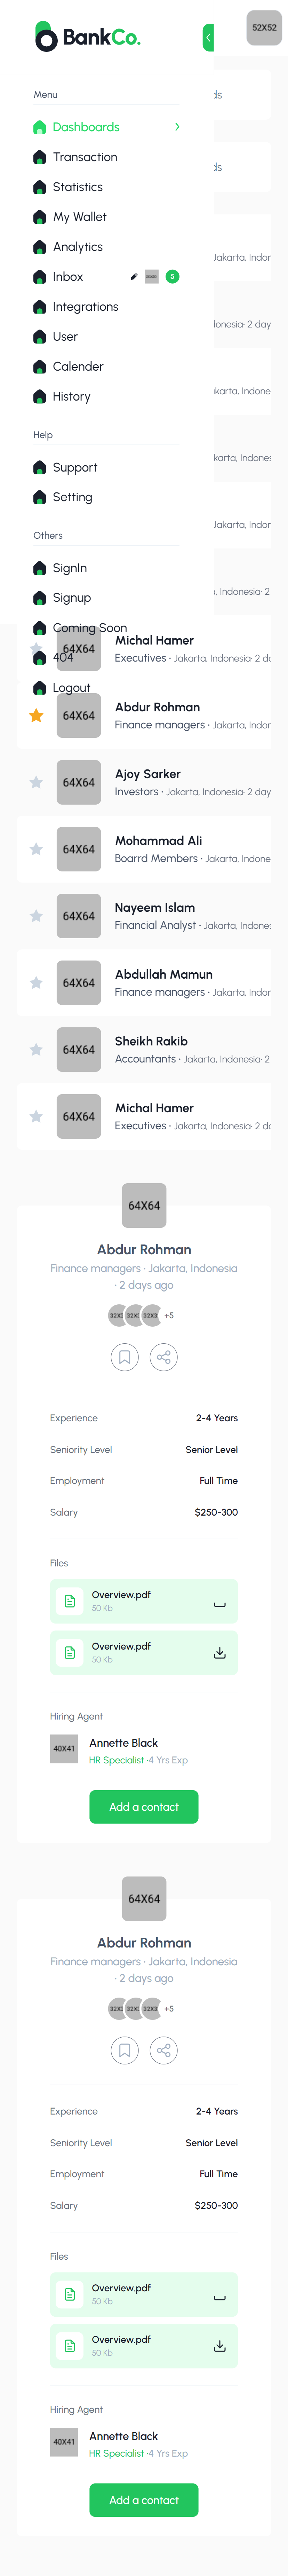 BankCo.
52X52
Menu
Dashboards
ds
Transaction
Statistics
ds
My Wallet
Analytics
Jakarta, Indor
Inbox
5
Integrations
donesia· 2 day
User
Calender
karta, Indones
History
Help
karta, Indones
Support
Setting
Jakarta, Indor
Others
SignIn
, Indonesia· 2
Signup
Coming Soon
64X64
Michal Hamer
Executives · Jakarta, Indonesia· 2 da
404
Logout
64X64
Abdur Rohman
Finance managers · Jakarta, Indor
64X64
Ajoy Sarker
Investors · Jakarta, Indonesia· 2 day
64X64
Mohammad Ali
Boarrd Members · Jakarta, Indone
64X64
Nayeem Islam
Financial Analyst · Jakarta, Indones
64X64
Abdullah Mamun
Finance managers · Jakarta, Indor
64X64
Sheikh Rakib
Accountants · Jakarta, Indonesia· 2
64X64
Michal Hamer
Executives · Jakarta, Indonesia· 2 da
64X64
Abdur Rohman
Finance managers · Jakarta, Indonesia
· 2 days ago
+5
Experience 2-4 Years
Seniority Level Senior Level
Employment Full Time
Salary $250-300
Files
Overview.pdf
50 Kb
Overview.pdf
50 Kb
Hiring Agent
40X41
Annette Black
HR Specialist ·4 Yrs Exp
Add a contact
64X64
Abdur Rohman
Finance managers · Jakarta, Indonesia
· 2 days ago
+5
Experience 2-4 Years
Seniority Level Senior Level
Employment Full Time
Salary $250-300
Files
Overview.pdf
50 Kb
Overview.pdf
50 Kb
Hiring Agent
40X41
Annette Black
HR Specialist ·4 Yrs Exp
Add a contact